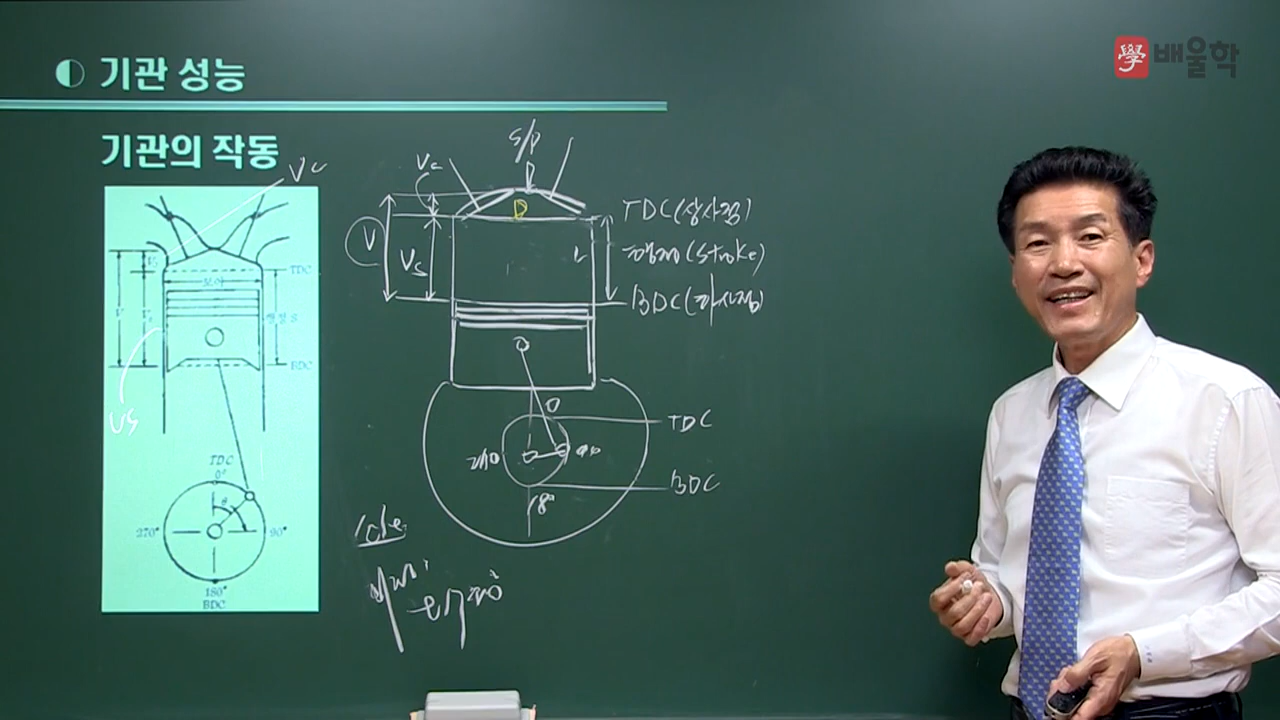 기관 성능
學 배울학
기관의 작동
Vc
S/P
Vc
TDC(상사점)
V
Vs
행정(stroke)
BDC(하사점)
TDC
행정 S
BDC
VS
0
TDC
270
90
180
BDC
TDC
0°
θ
270°
90°
180°
BDC